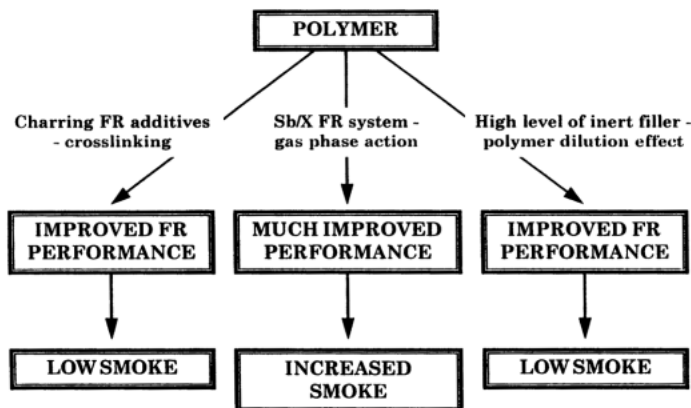 POLYMER
Charring FR additives
- crosslinking
Sb/X FR system -
gas phase action
High level of inert filler -
polymer dilution effect
IMPROVED FR
PERFORMANCE
MUCH IMPROVED
PERFORMANCE
IMPROVED FR
PERFORMANCE
LOW SMOKE
INCREASED
SMOKE
LOW SMOKE